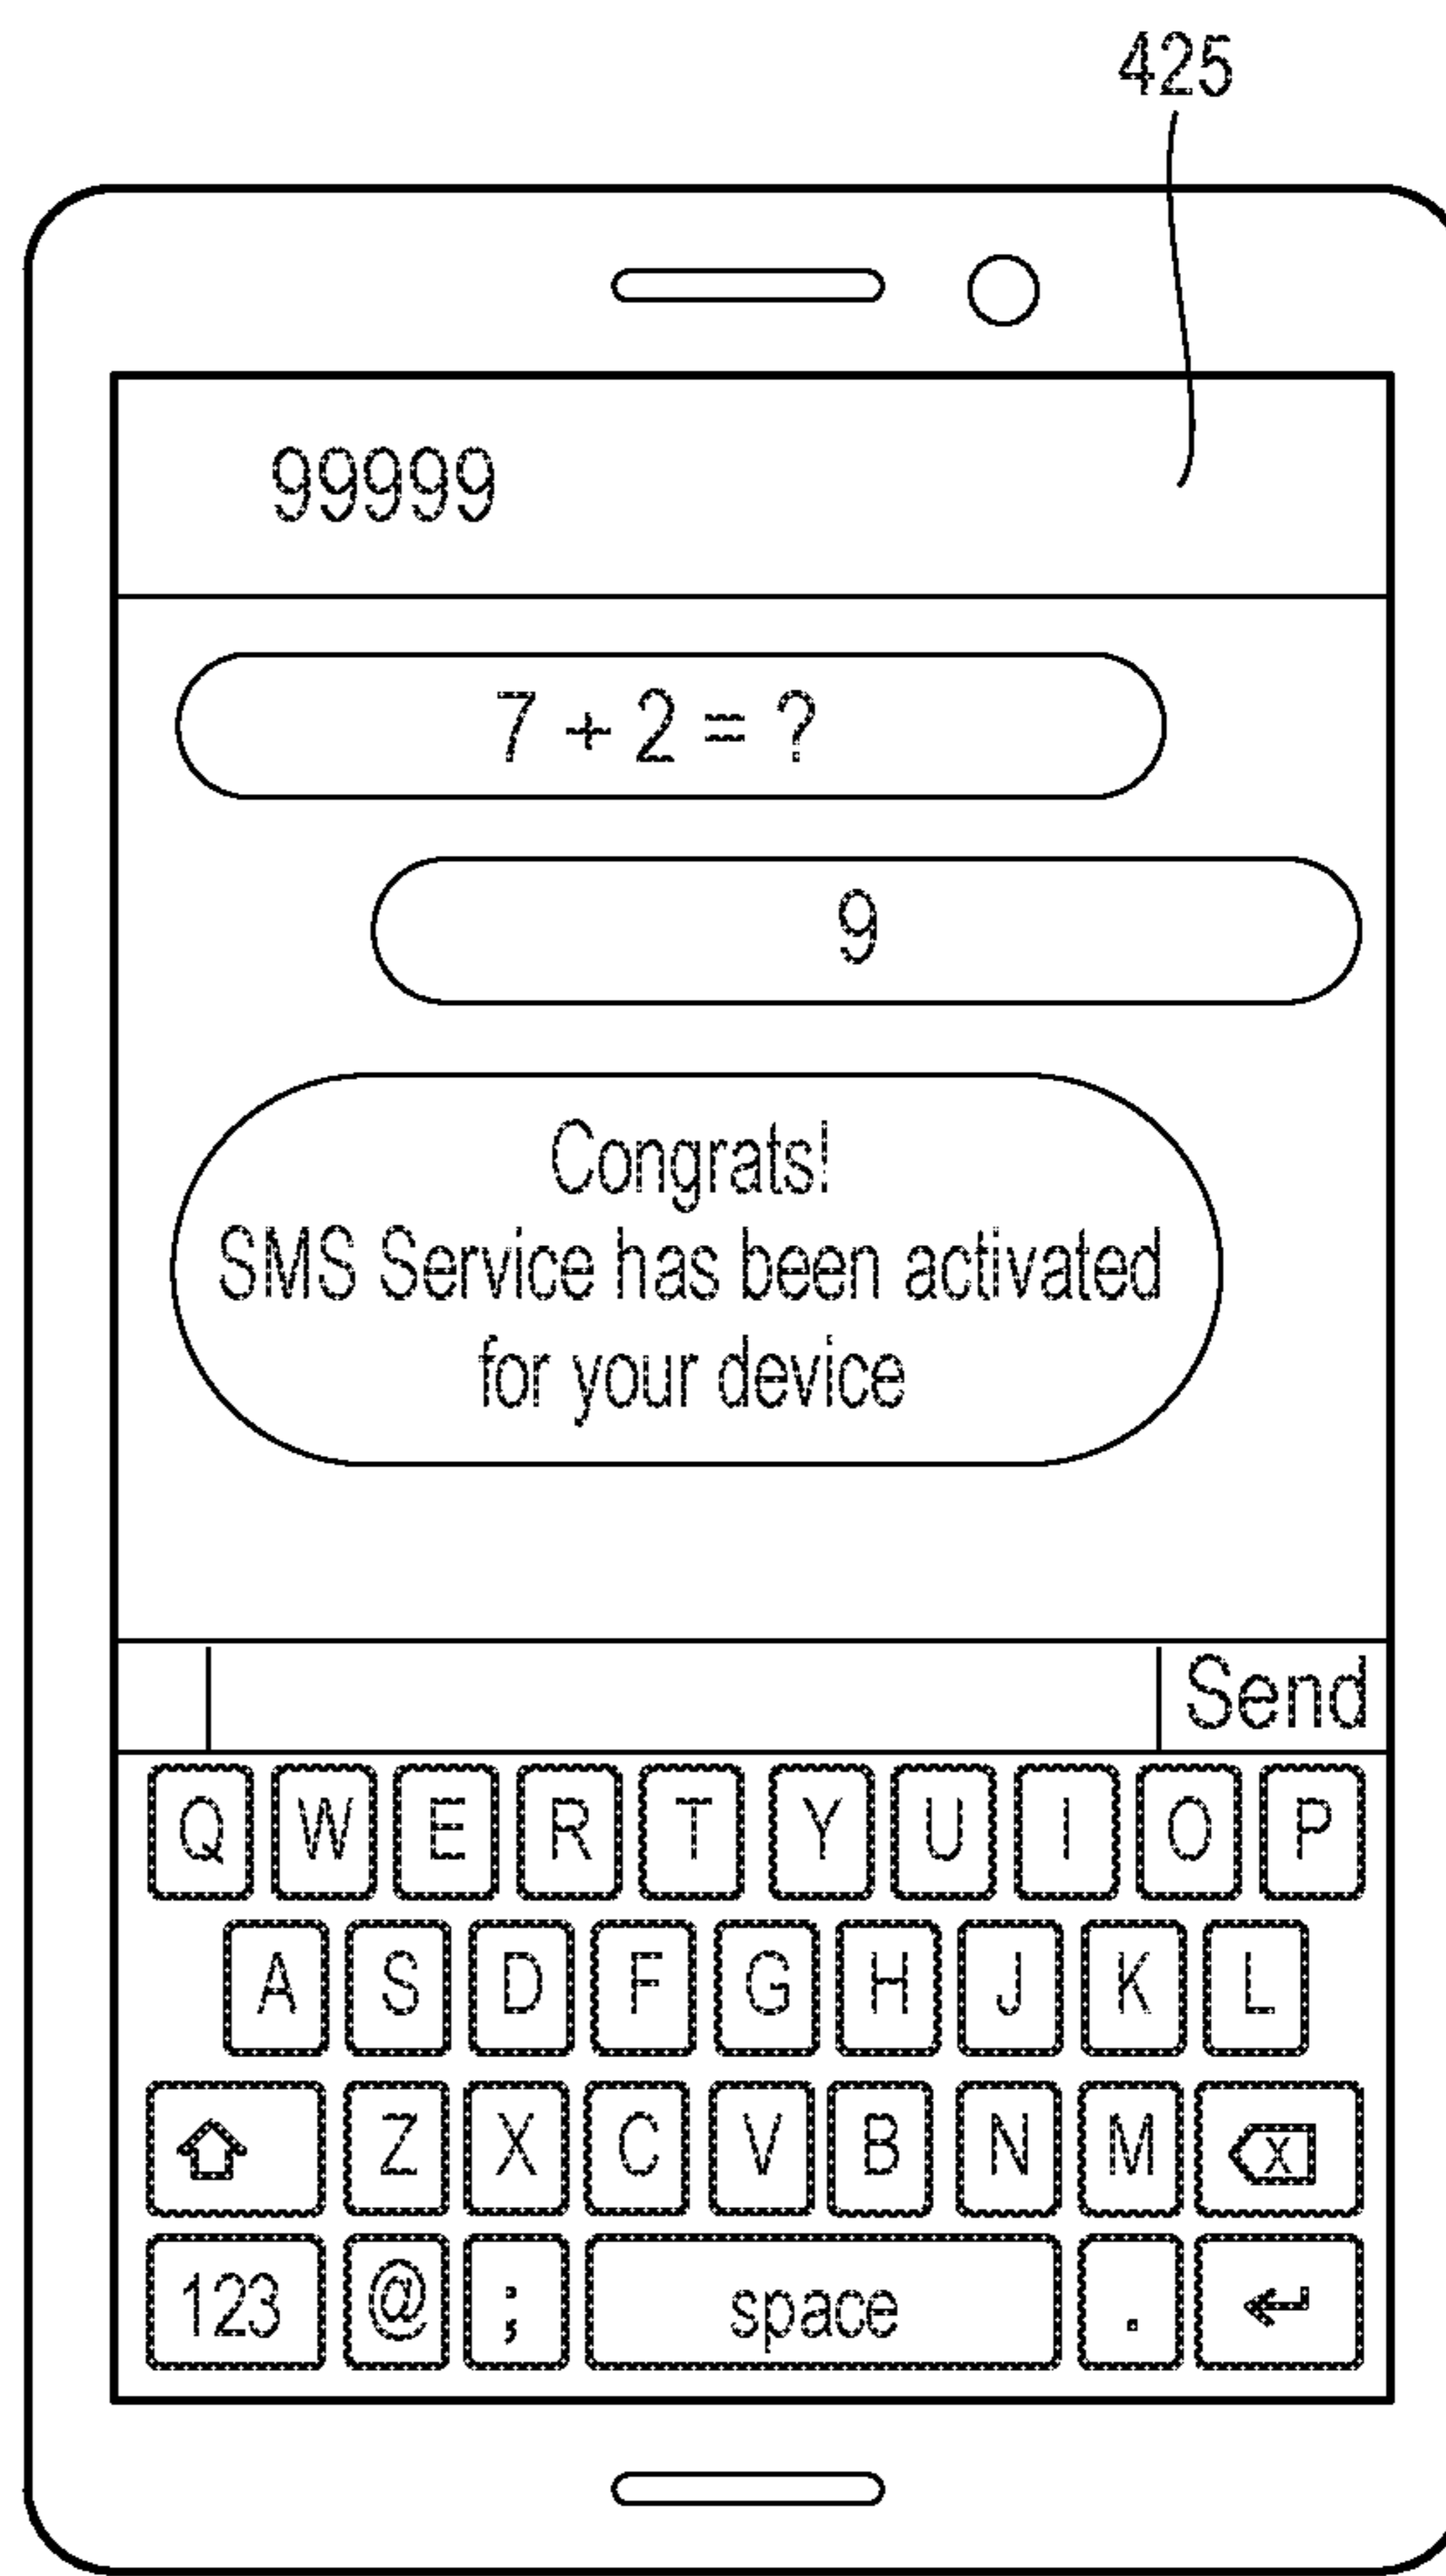 425
99999
7 + 2 = ?
9
Congrats!
SMS Service has been activated
for your device
Send
Q W E R T Y U I O P
A S D F G H J K L
Z X C V B N M X
123 @ ; space .